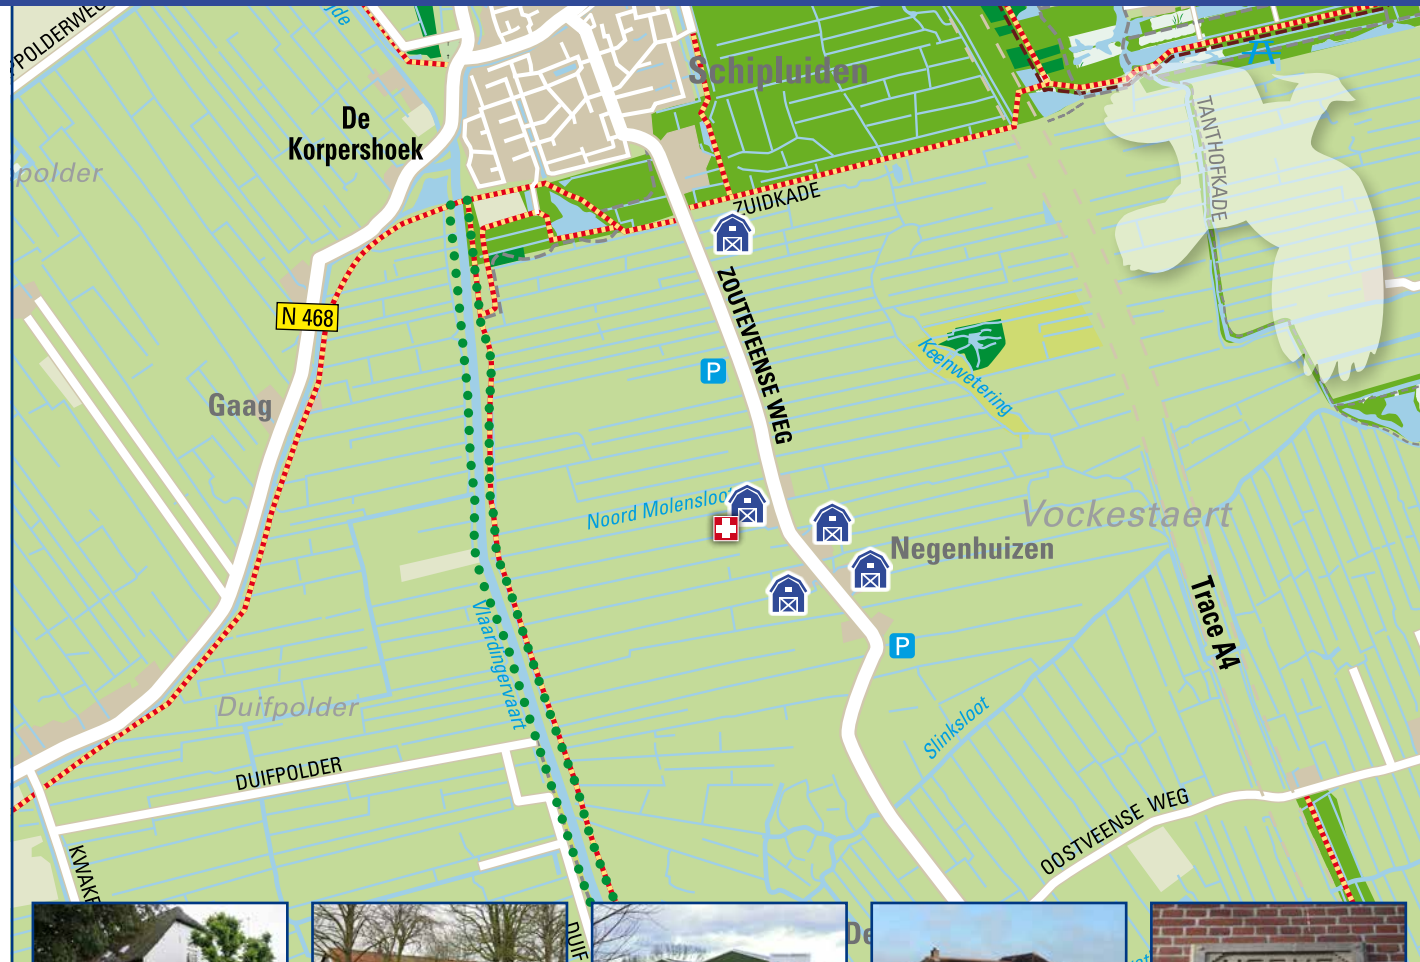 POLDERWEG
Schipluiden
De
Korpershoek
polder
TANTHOFKADE
ZUIDKADE
N 468
ZOUTEVEENSE WEG
P
Keenwetering
Gaag
Noord Molensloot
Vockestaert
Negenhuizen
Trace A4
Vlaardingervaart
P
Duifpolder
Slinksloot
DUIFPOLDER
OOSTVEENSE WEG
De